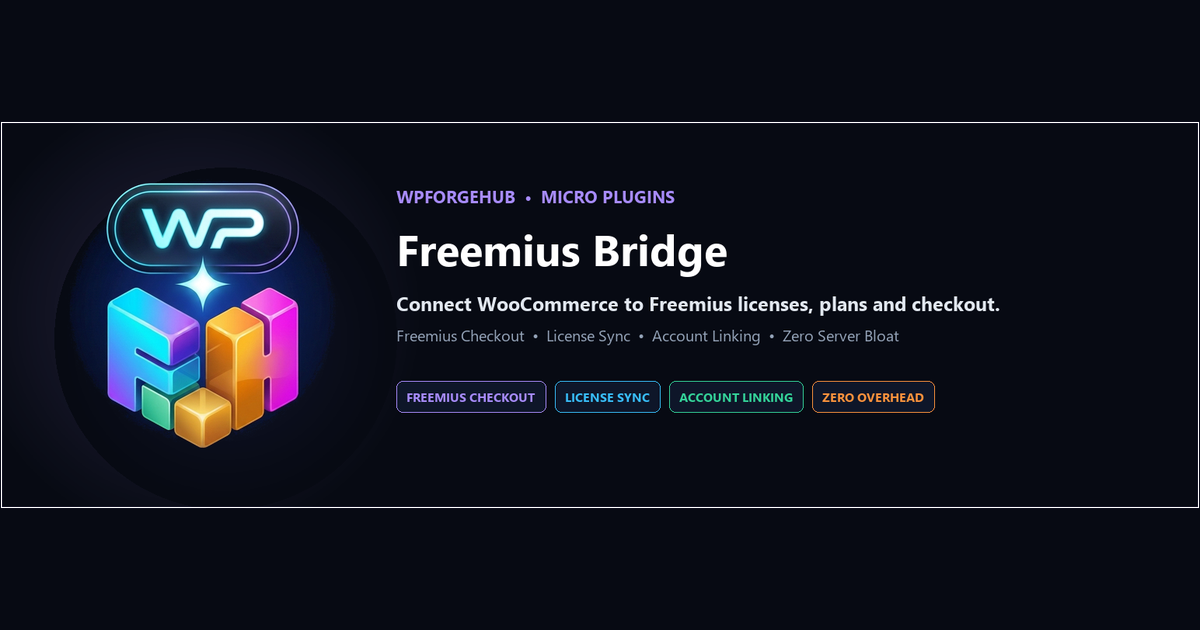 WP
FH
WPFORGEHUB • MICRO PLUGINS
Freemius Bridge
Connect WooCommerce to Freemius licenses, plans and checkout.
Freemius Checkout • License Sync • Account Linking • Zero Server Bloat
FREEMIUS CHECKOUT LICENSE SYNC ACCOUNT LINKING ZERO OVERHEAD